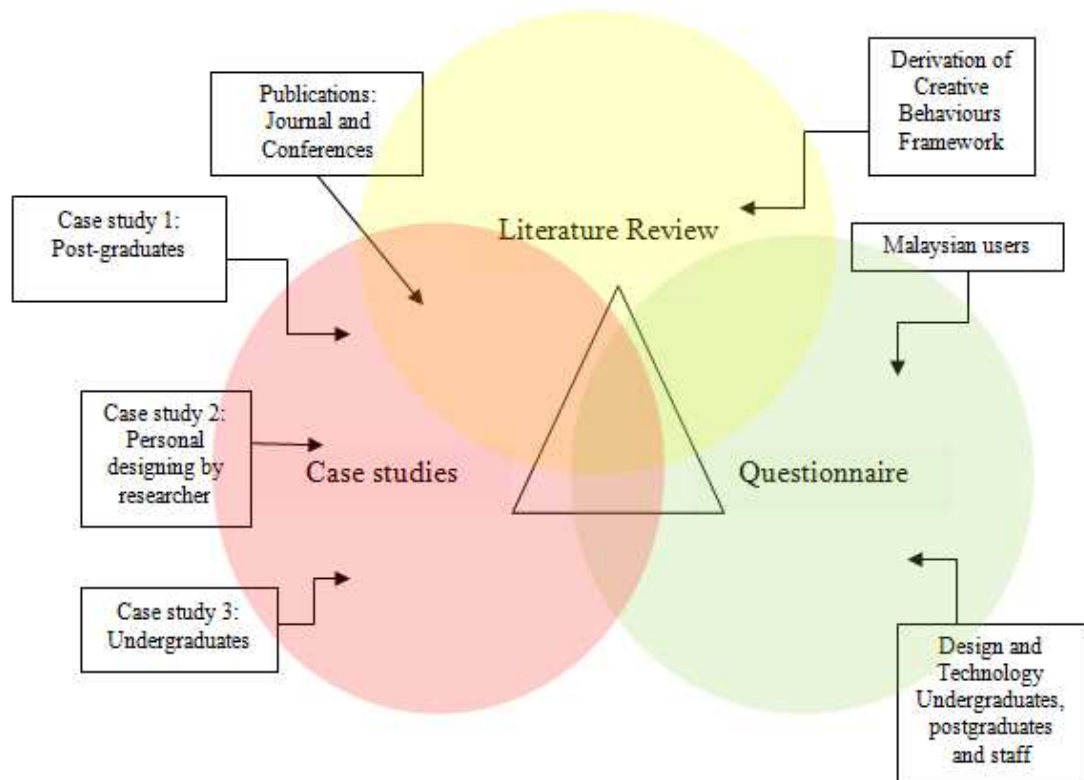 Publications:
Journal and
Conferences
Derivation of
Creative
Behaviours
Framework
Case study 1:
Post-graduates
Literature Review
Malaysian users
Case study 2:
Personal
designing by
researcher
Case studies
Questionnaire
Case study 3:
Undergraduates
Design and
Technology
Undergraduates,
postgraduates
and staff